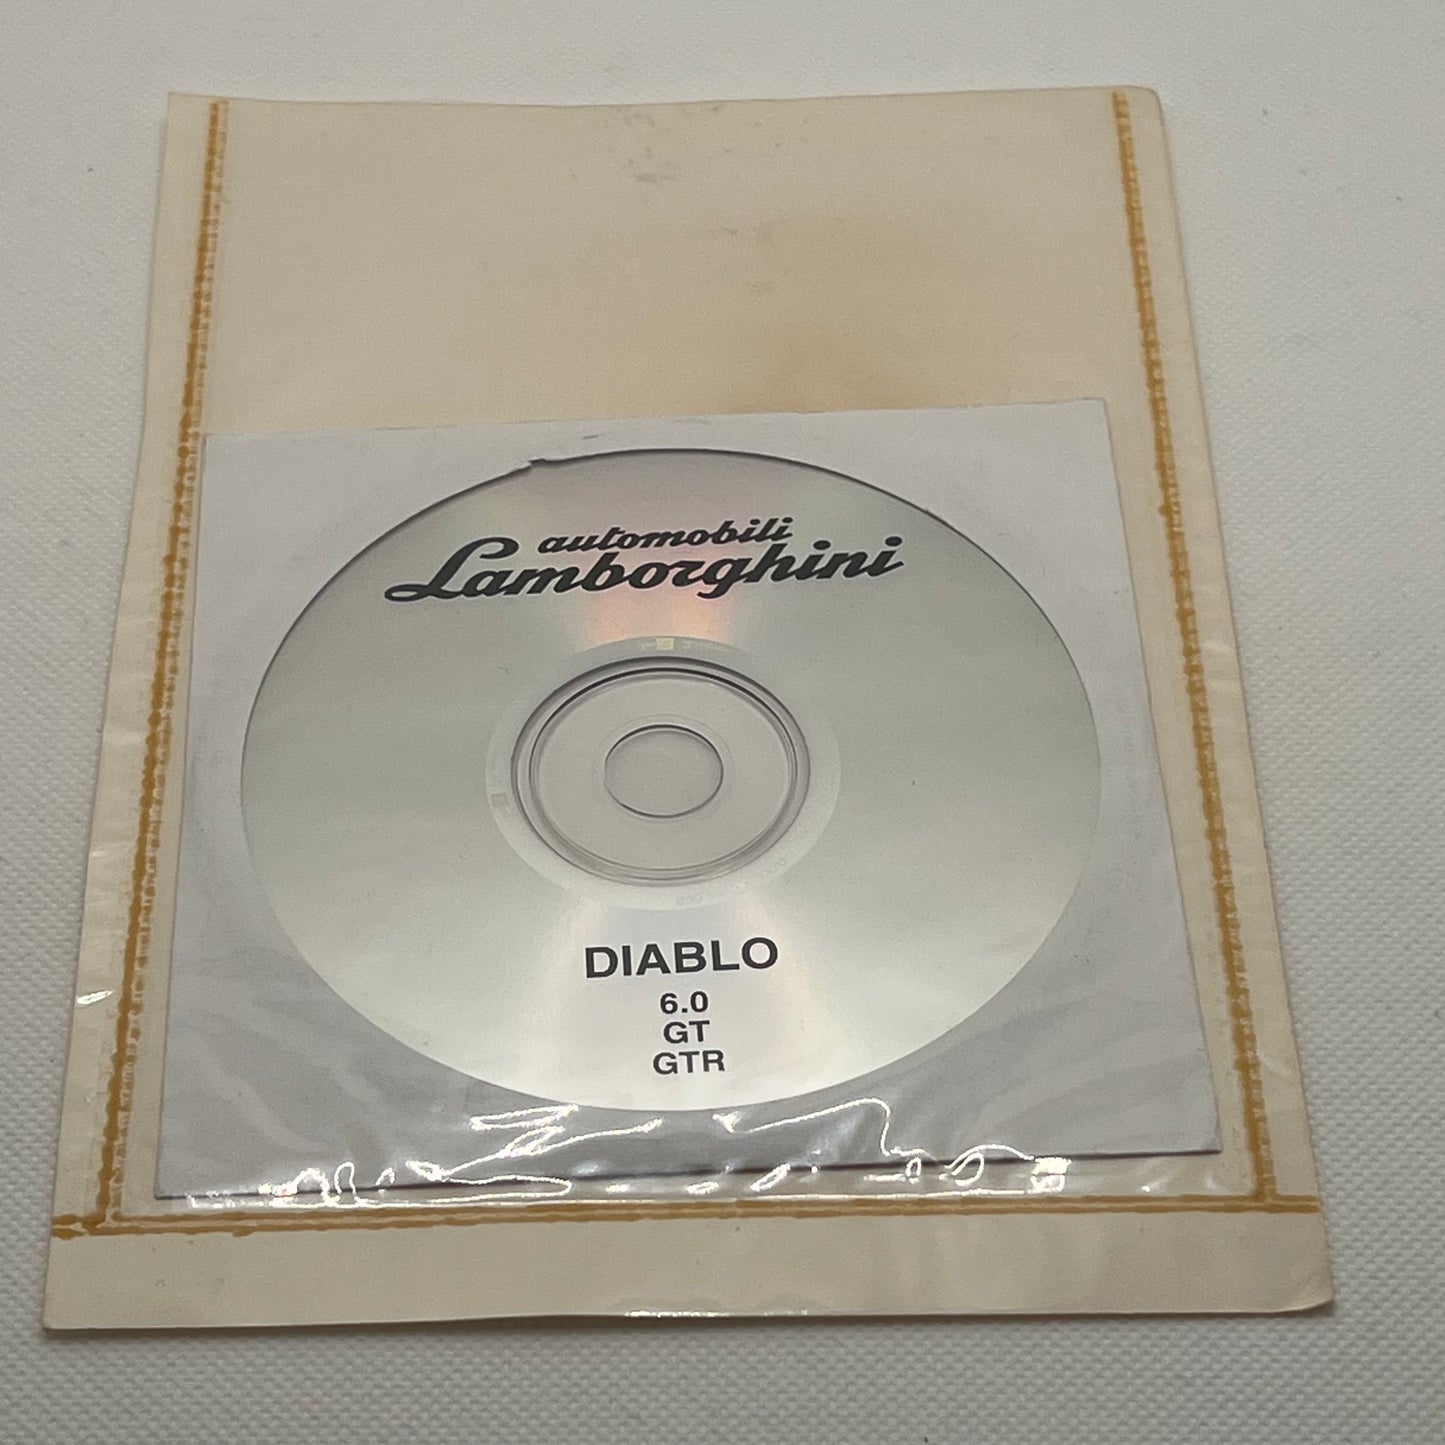 automobili
Lamborghini
DIABLO
6.0
GT
GTR